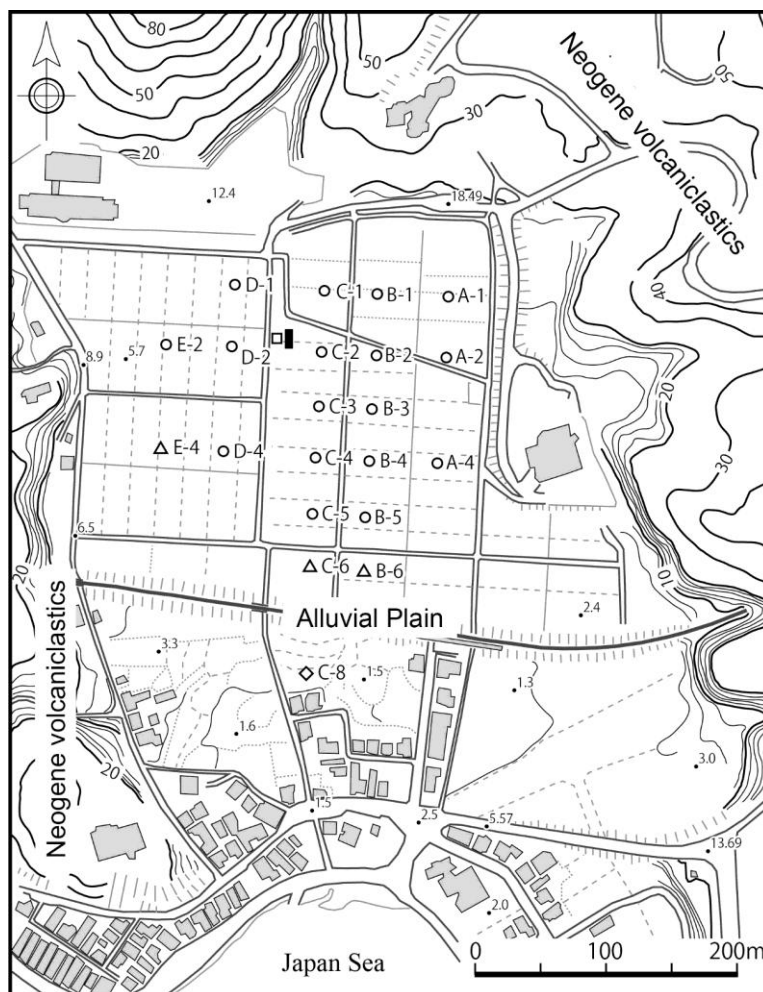 80
50
50
50
30
Neogene volcaniclastics
20
12.4
18.49
40
D-1
C-1
B-1
A-1
E-2
D-2
C-2
B-2
A-2
5.7
8.9
C-3
B-3
20
E-4
D-4
C-4
B-4
A-4
30
C-5
B-5
6.5
20
C-6
B-6
10
2.4
Alluvial Plain
3.3
C-8
1.5
1.3
Neogene volcaniclastics
1.6
3.0
20
1.5
2.5
5.57
13.69
2.0
Japan Sea
0
100
200m